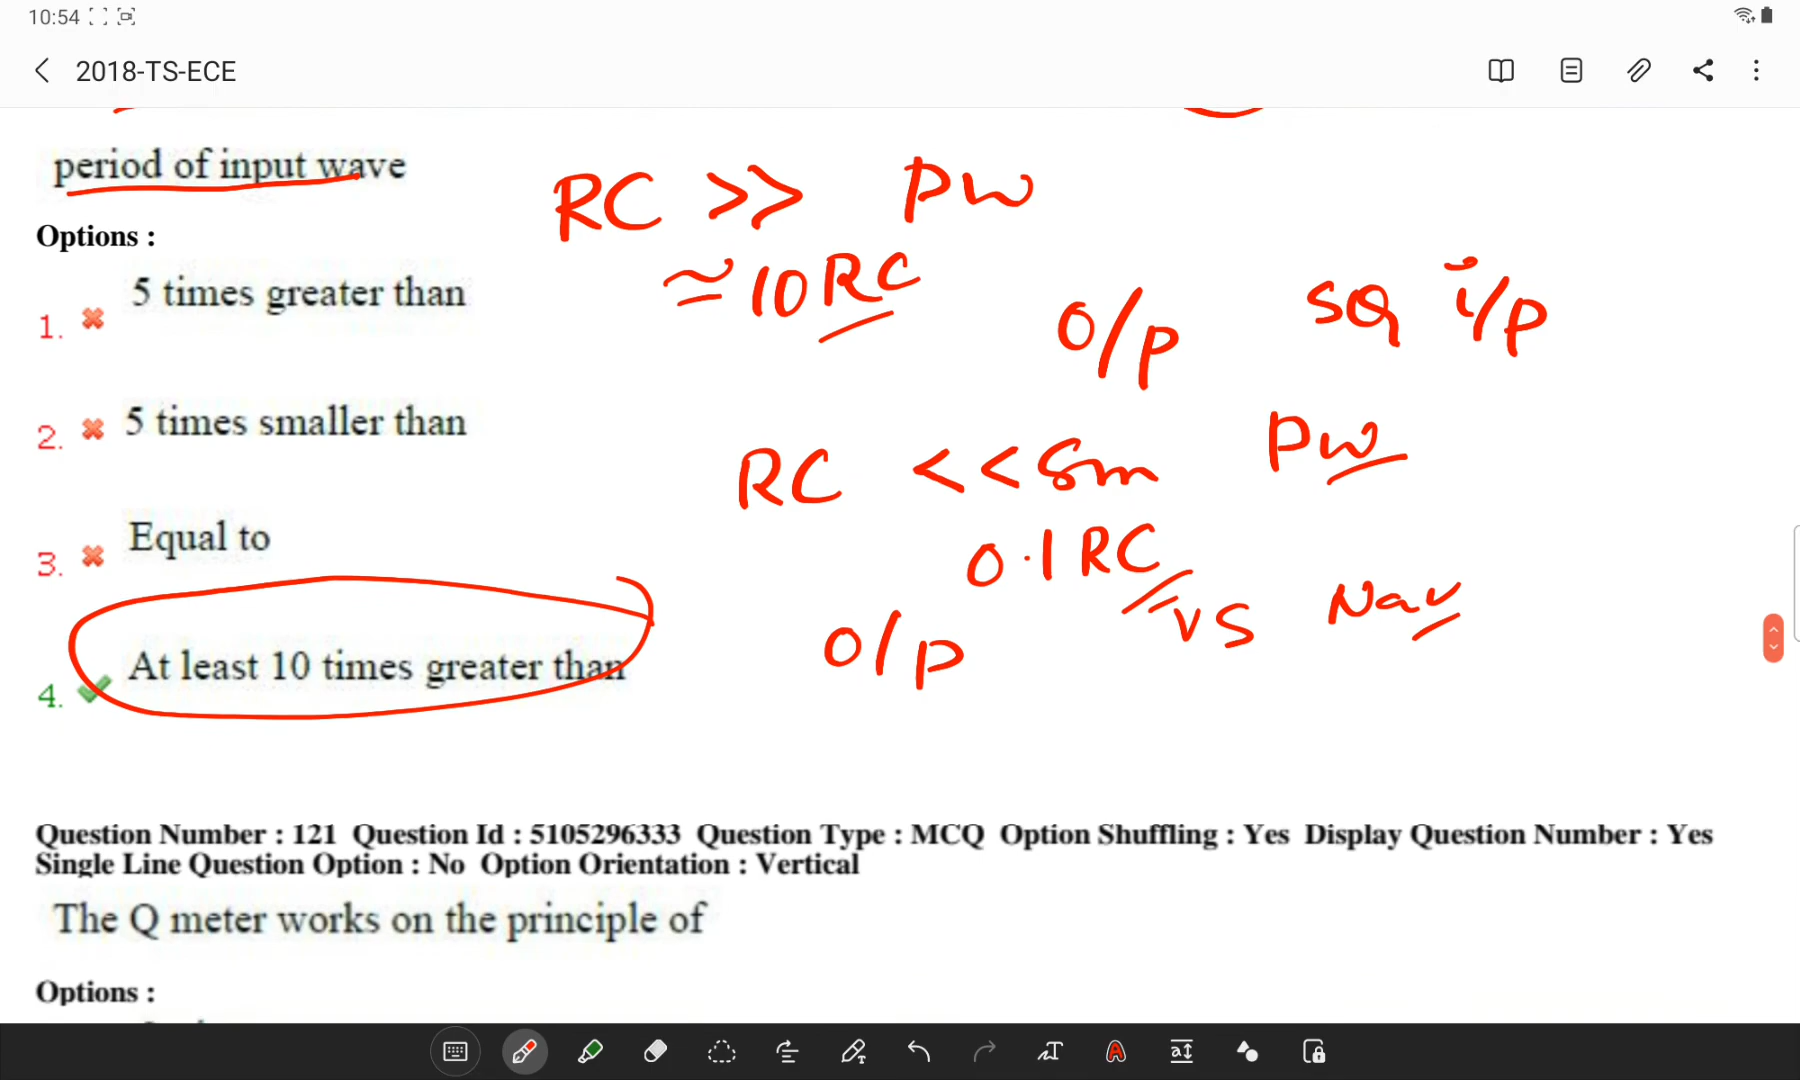 10:54
2018-TS-ECE
period of input wave
RC >> PW
Options :
≈ 10 RC
1. 5 times greater than
O/P SQ i/p
2. 5 times smaller than
RC << Sm PW
3. Equal to
0.1 RC
VS Nav
O/P
4. At least 10 times greater than
Question Number : 121 Question Id : 5105296333 Question Type : MCQ Option Shuffling : Yes Display Question Number : Yes
Single Line Question Option : No Option Orientation : Vertical
The Q meter works on the principle of
Options :